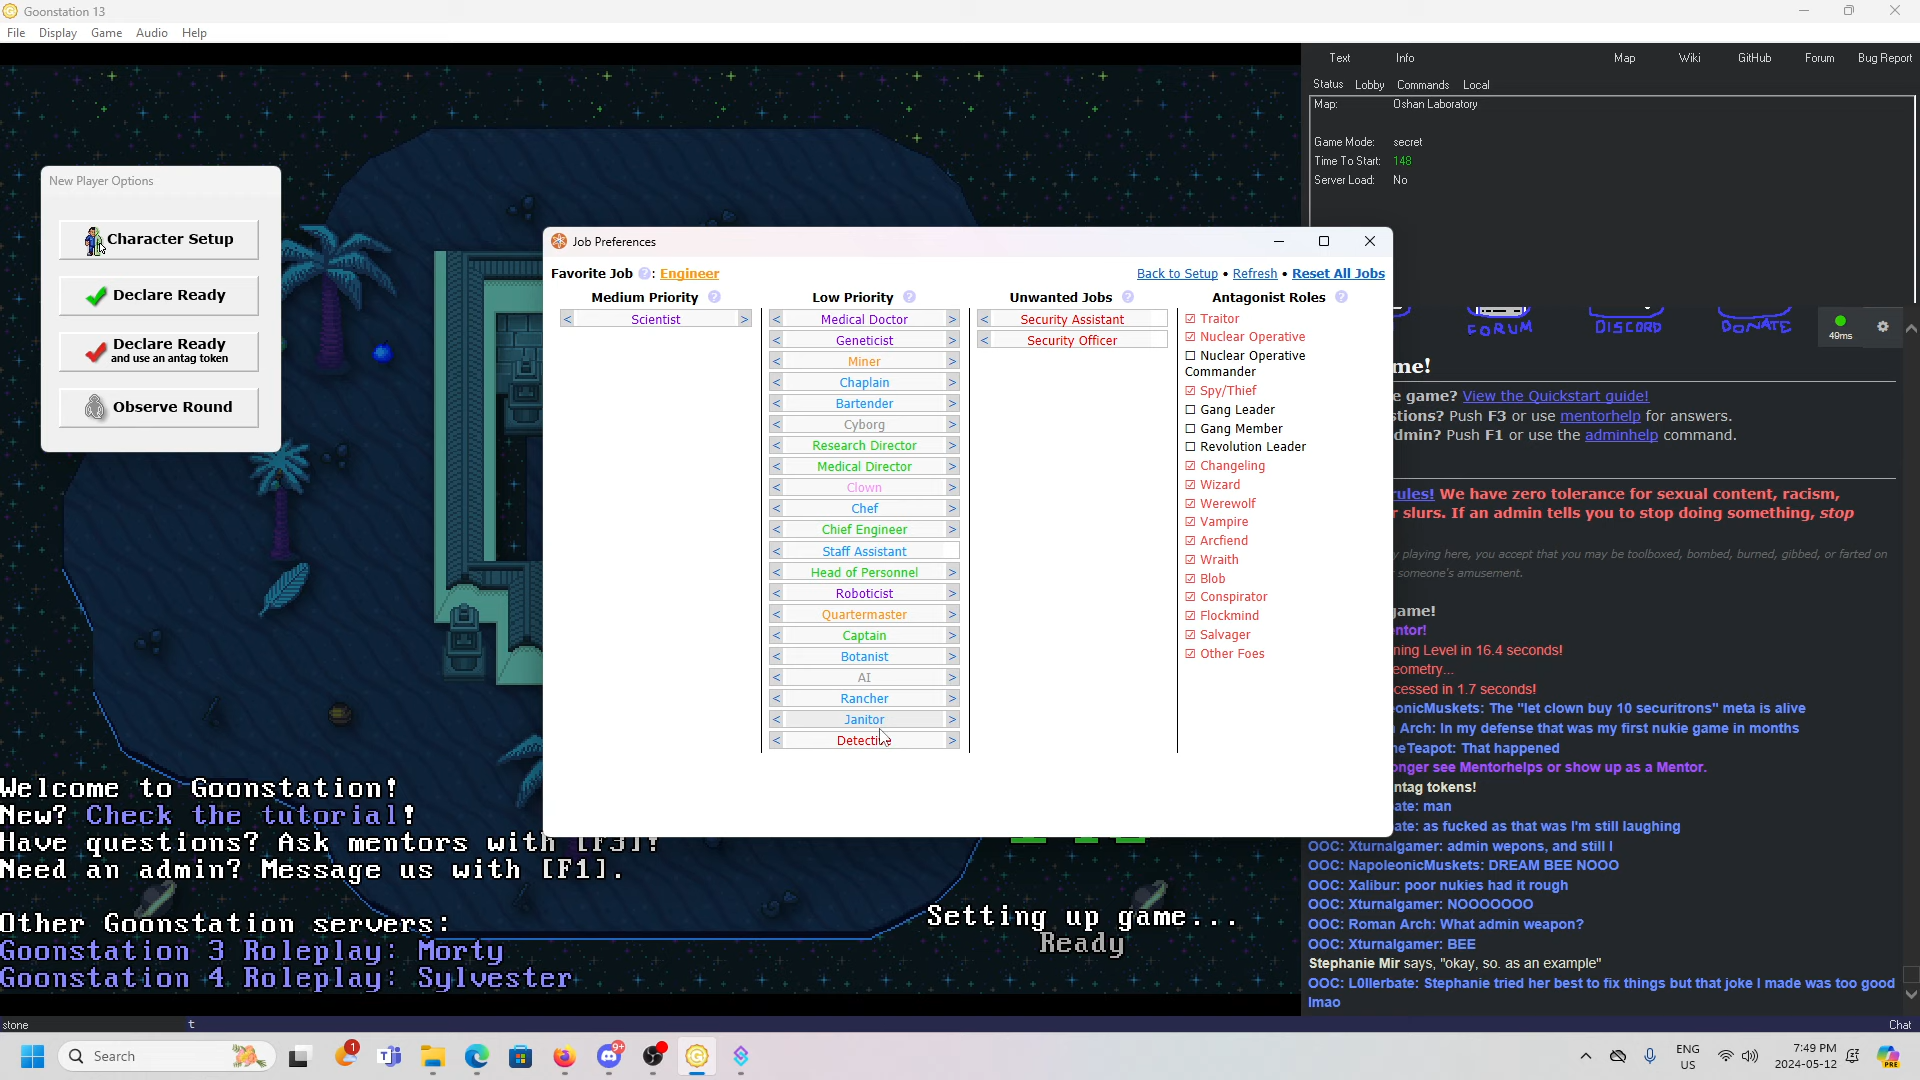 Goonstation 13
File Display Game Audio Help
Text Info Map Wiki GitHub Forum Bug Report
Status Lobby Commands Local
Map: Oshan Laboratory
Game Mode: secret
Time To Start: 148
Server Load: No
New Player Options
Character Setup
Declare Ready
Declare Ready
and use an antag token
Observe Round
Job Preferences
Favorite Job ? : Engineer
Back to Setup • Refresh • Reset All Jobs
Medium Priority ?
< Scientist >
Low Priority ?
< Medical Doctor >
< Geneticist >
< Miner >
< Chaplain >
< Bartender >
< Cyborg >
< Research Director >
< Medical Director >
< Clown >
< Chef >
< Chief Engineer >
< Staff Assistant
< Head of Personnel >
< Roboticist >
< Quartermaster >
< Captain >
< Botanist >
< AI >
< Rancher >
< Janitor >
< Detective >
Unwanted Jobs ?
< Security Assistant
< Security Officer
Antagonist Roles ?
Traitor
Nuclear Operative
Nuclear Operative
Commander
Spy/Thief
Gang Leader
Gang Member
Revolution Leader
Changeling
Wizard
Werewolf
Vampire
Arcfiend
Wraith
Blob
Conspirator
Flockmind
Salvager
Other Foes
FORUM DISCORD DONATE
49ms
me!
e game? View the Quickstart guide!
stions? Push F3 or use mentorhelp for answers.
dmin? Push F1 or use the adminhelp command.
rules! We have zero tolerance for sexual content, racism,
r slurs. If an admin tells you to stop doing something, stop
y playing here, you accept that you may be toolboxed, bombed, burned, gibbed, or farted on
someone's amusement.
game!
entor!
ning Level in 16.4 seconds!
eometry...
cessed in 1.7 seconds!
onicMuskets: The "let clown buy 10 securitrons" meta is alive
Arch: In my defense that was my first nukie game in months
neTeapot: That happened
onger see Mentorhelps or show up as a Mentor.
ntag tokens!
ate: man
ate: as fucked as that was I'm still laughing
OOC: Xturnalgamer: admin wepons, and still I
OOC: NapoleonicMuskets: DREAM BEE NOOO
OOC: Xalibur: poor nukies had it rough
OOC: Xturnalgamer: NOOOOOOO
OOC: Roman Arch: What admin weapon?
OOC: Xturnalgamer: BEE
Stephanie Mir says, "okay, so. as an example"
OOC: L0llerbate: Stephanie tried her best to fix things but that joke I made was too good
lmao
Welcome to Goonstation!
New? Check the tutorial!
Have questions? Ask mentors with [F3]!
Need an admin? Message us with [F1].
Other Goonstation servers:
Goonstation 3 Roleplay: Morty
Goonstation 4 Roleplay: Sylvester
Setting up game...
Ready
stone t Chat
Search
1
9+
ENG
US
7:49 PM
2024-05-12
PRE